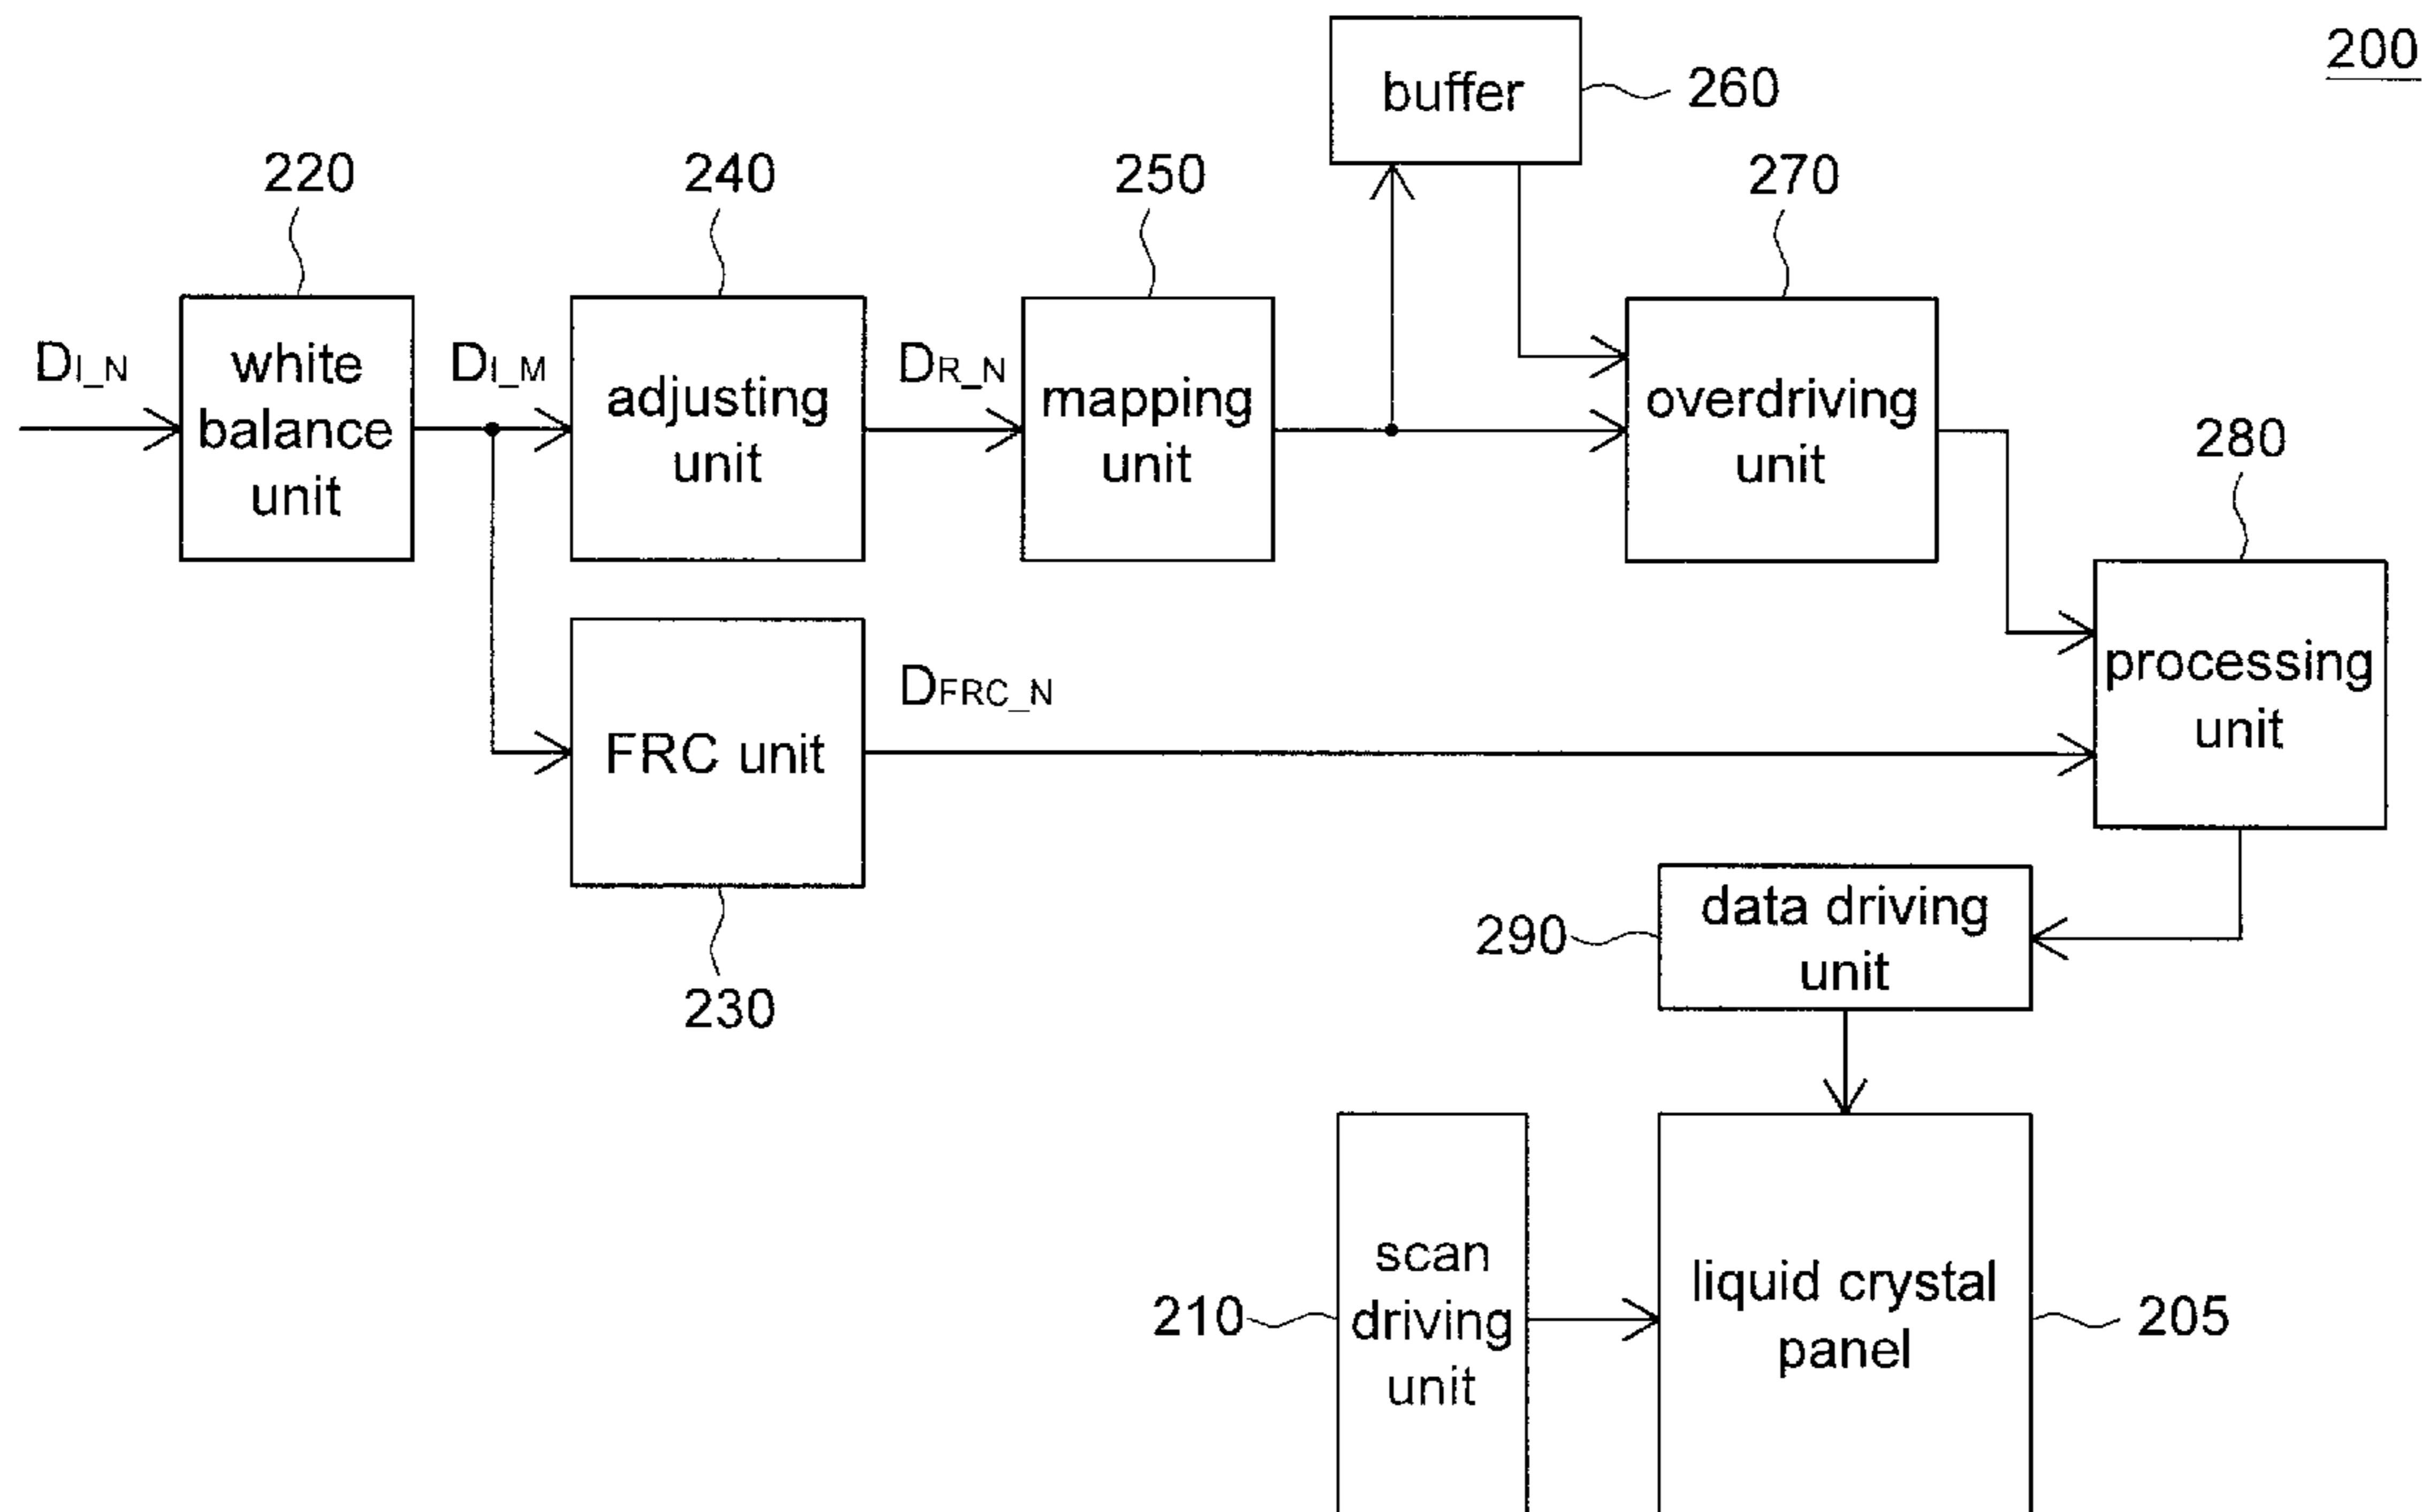 200
buffer
260
220
240
250
270
DI_N
white
balance
unit
DI_M
adjusting
unit
DR_N
mapping
unit
overdriving
unit
280
processing
unit
FRC unit
DFRC_N
230
290
data driving
unit
210
scan
driving
unit
liquid crystal
panel
205